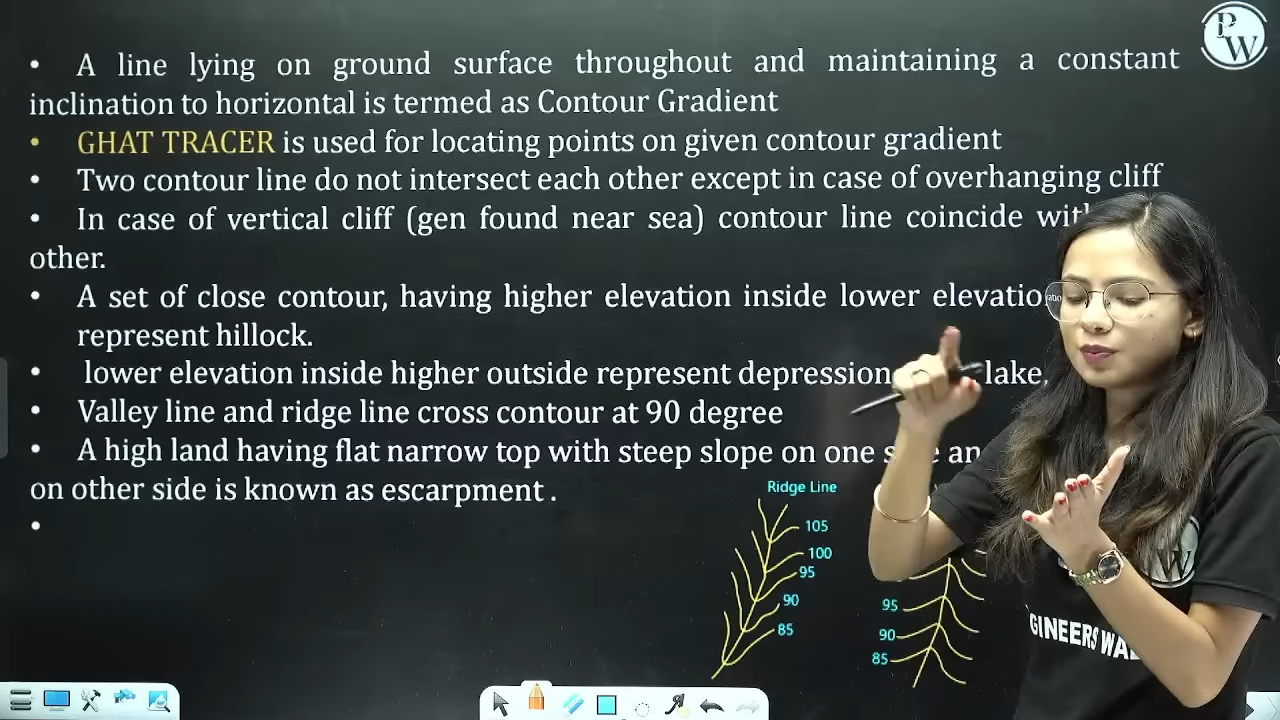 PW
• A line lying on ground surface throughout and maintaining a constant
inclination to horizontal is termed as Contour Gradient
• GHAT TRACER is used for locating points on given contour gradient
• Two contour line do not intersect each other except in case of overhanging cliff
• In case of vertical cliff (gen found near sea) contour line coincide
other.
• A set of close contour, having higher elevation inside lower
represent hillock.
• lower elevation inside higher outside represent depression lake.
• Valley line and ridge line cross contour at 90 degree
• A high land having flat narrow top with steep slope on one
on other side is known as escarpment .
•
Ridge Line
105
100
95
90
85
95
90
85
W